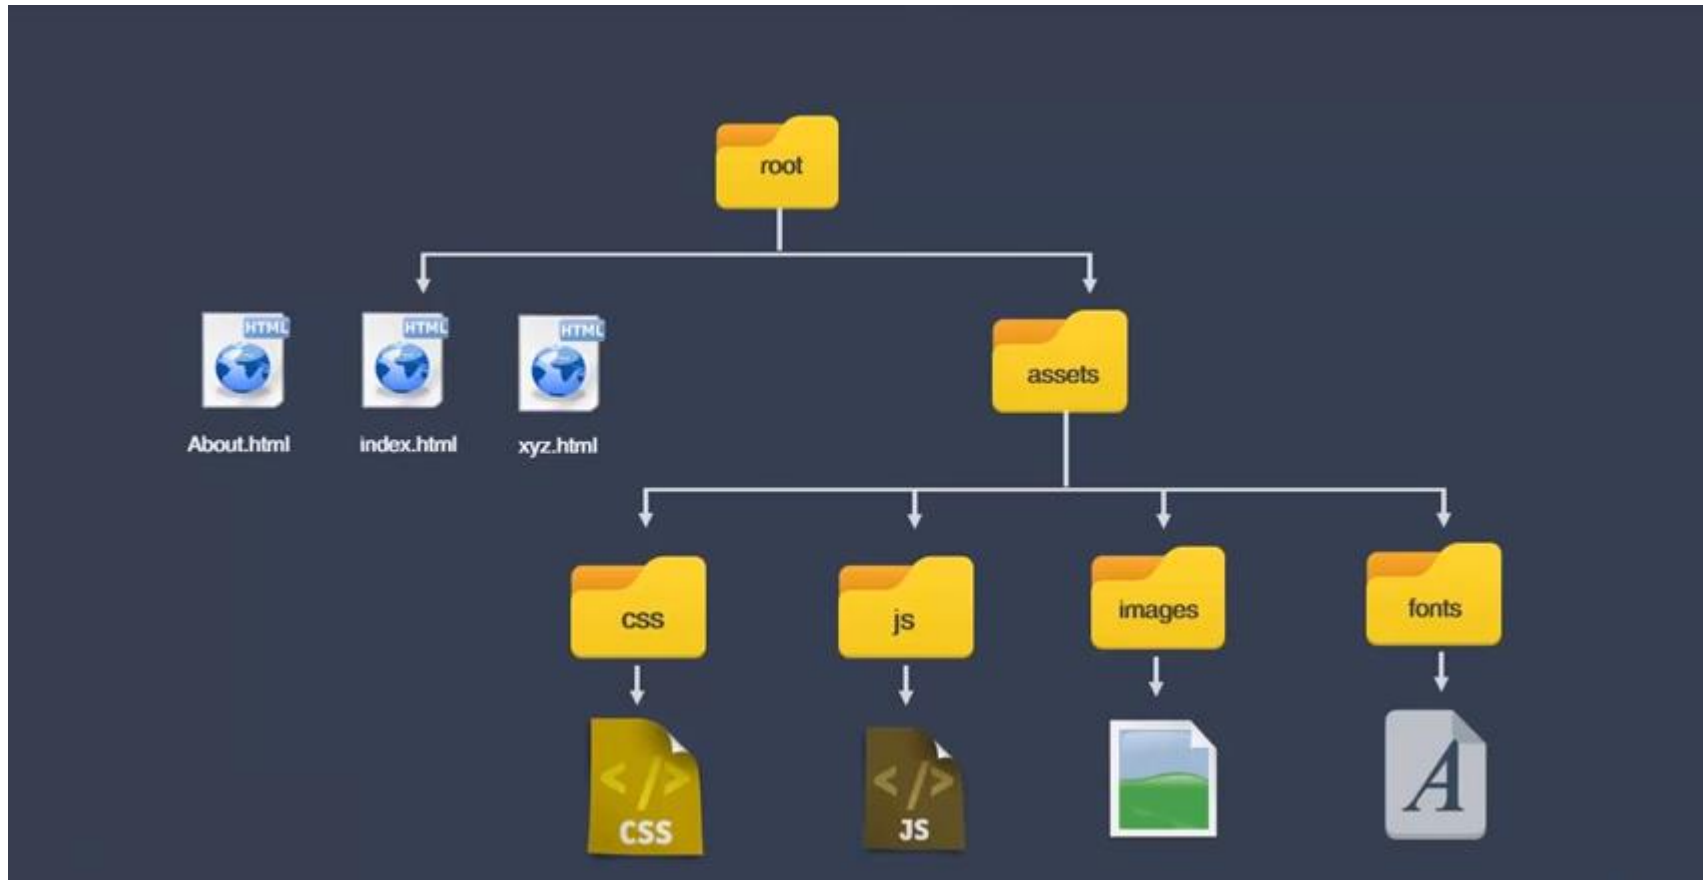 root
HTML
HTML
HTML
About.html
index.html
xyz.html
assets
css
js
images
fonts
</>
CSS
</>
JS
A